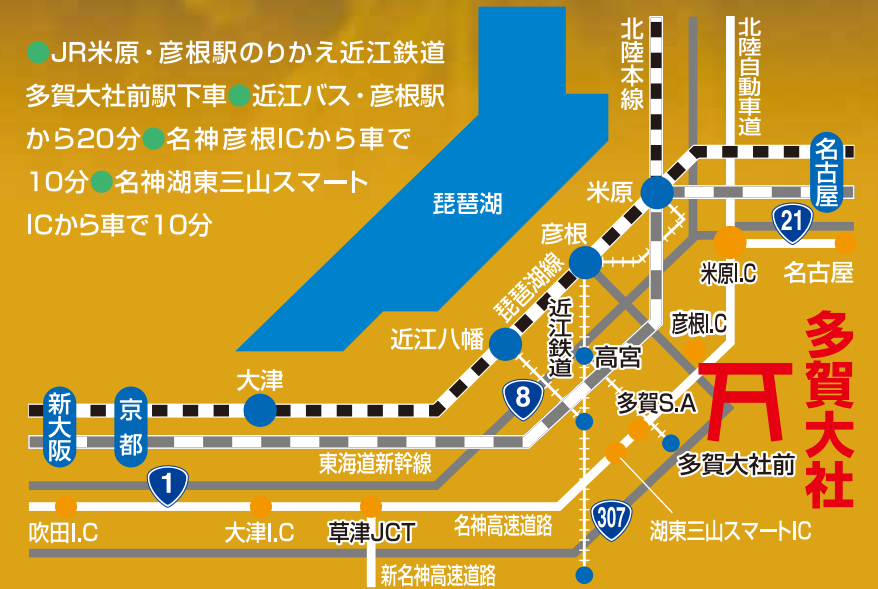 ●JR米原・彦根駅のりかえ近江鉄道
多賀大社前駅下車●近江バス・彦根駅
から20分●名神彦根ICから車で
10分●名神湖東三山スマート
ICから車で10分
北陸本線
北陸自動車道
名古屋
琵琶湖
米原
21
彦根
米原I.C
名古屋
琵琶湖線
近江鉄道
彦根I.C
多賀大社
近江八幡
高宮
大津
8
多賀S.A
新大阪
京都
東海道新幹線
多賀大社前
1
307
吹田I.C
大津I.C
草津JCT
名神高速道路
湖東三山スマートIC
新名神高速道路